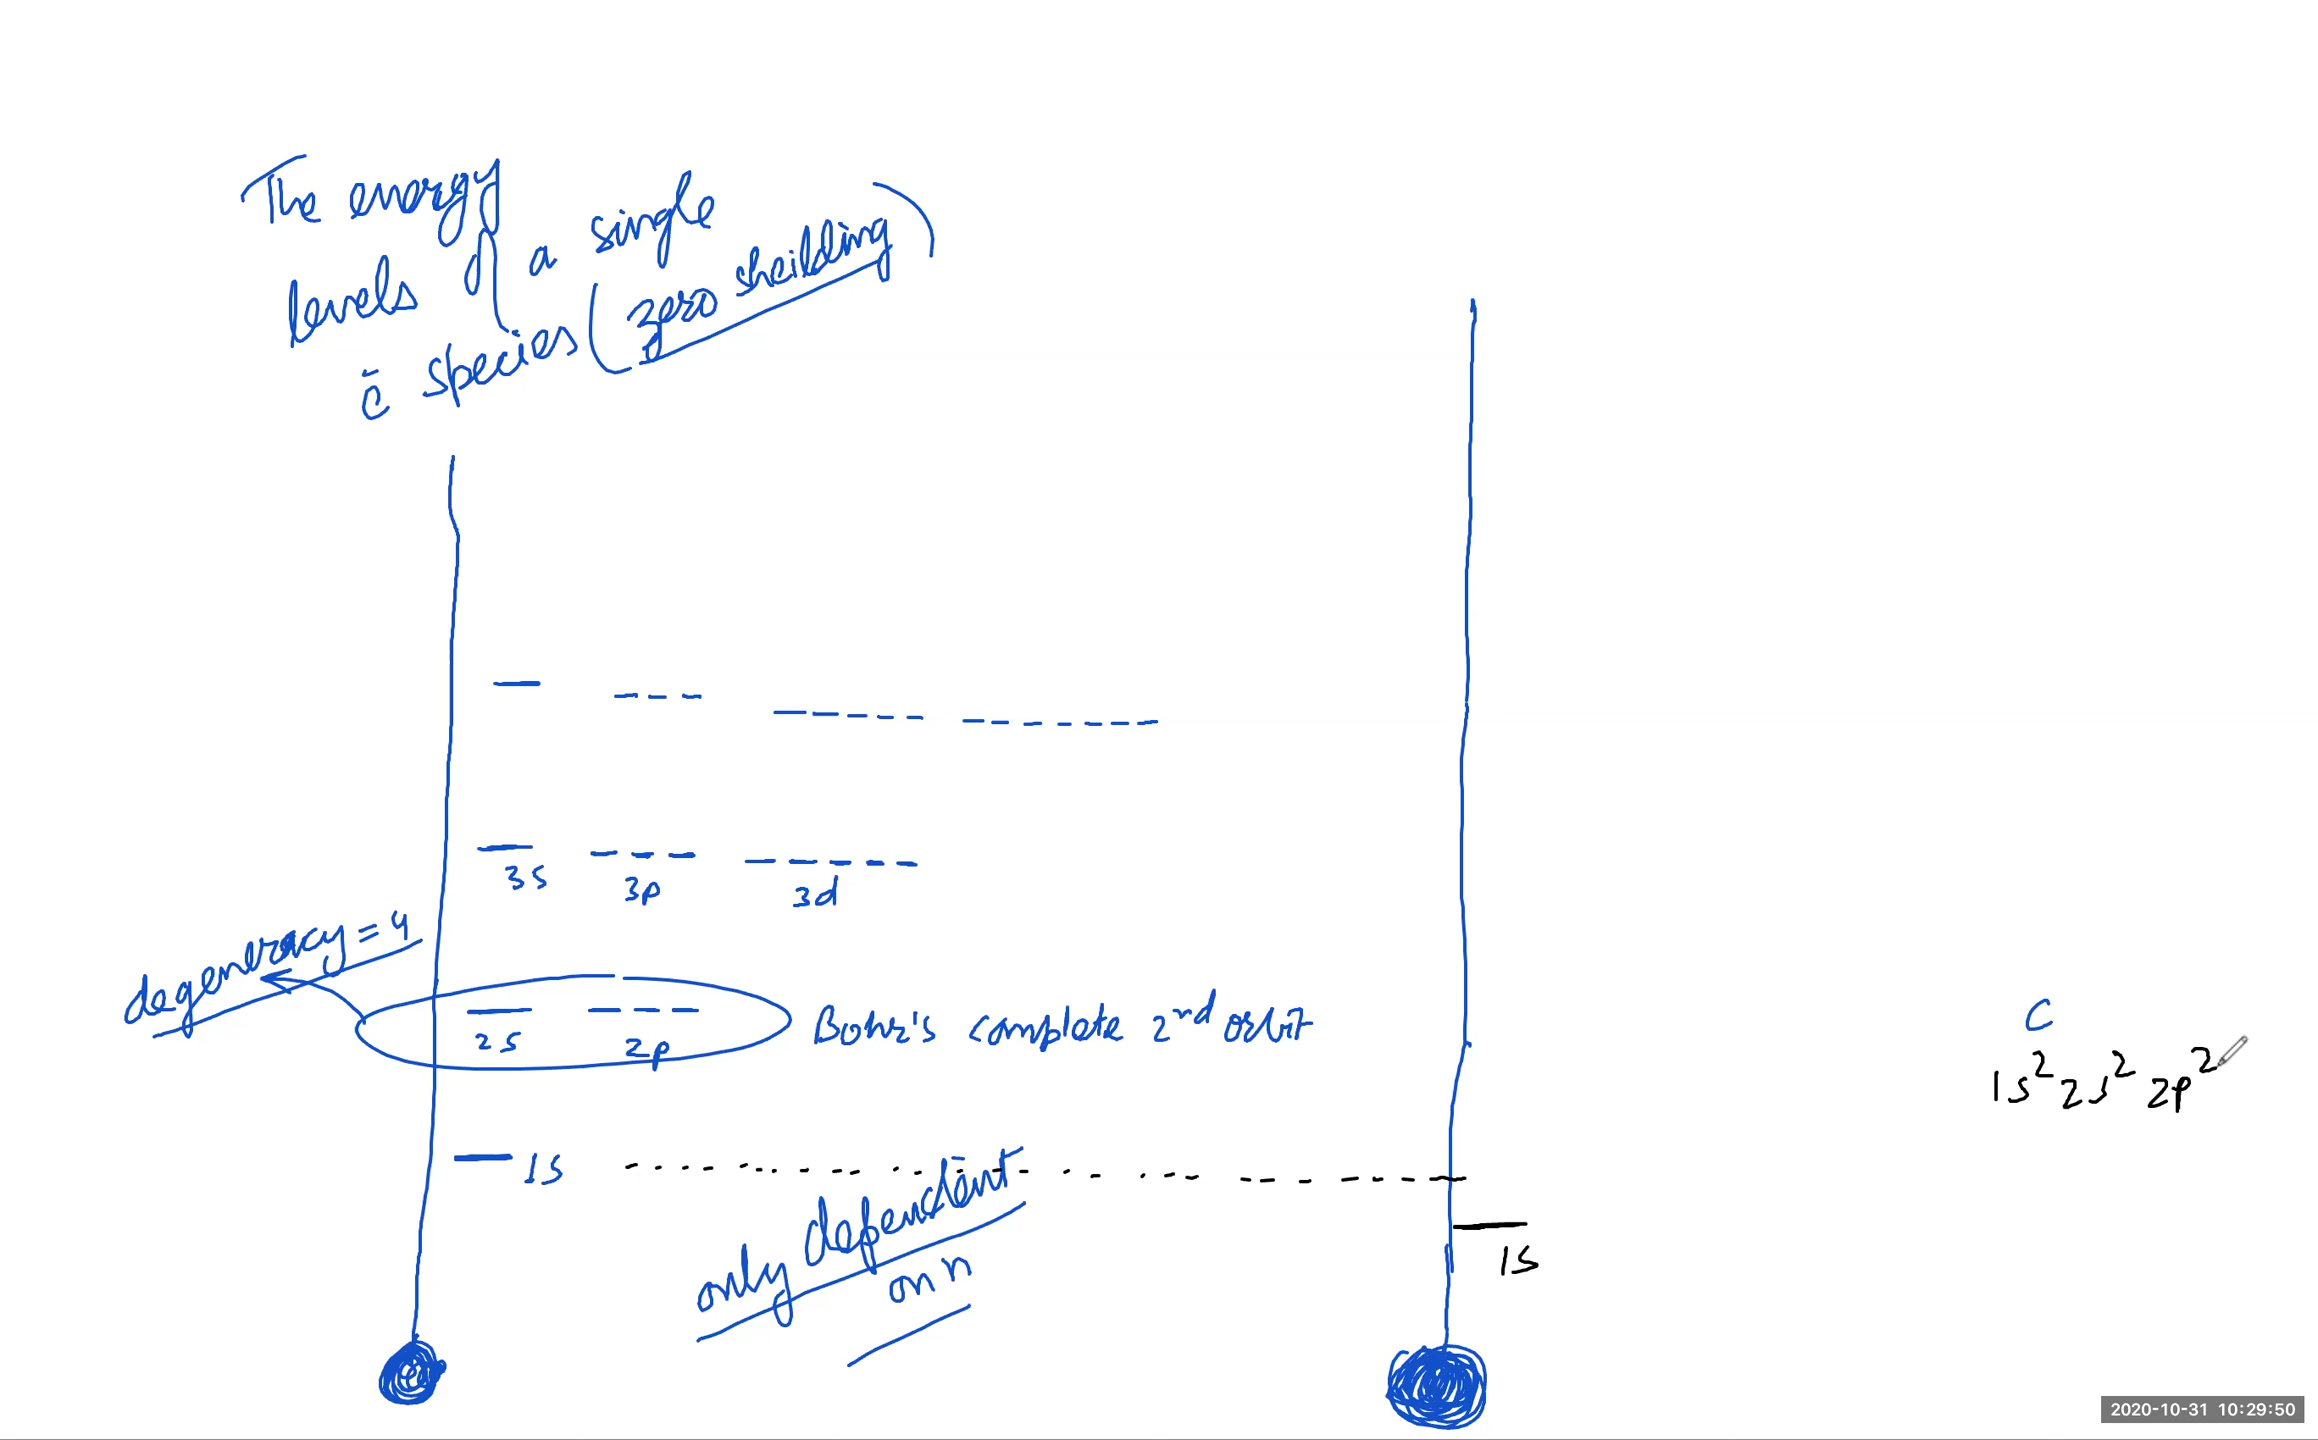 The energy
levels of a single
e̅ species (zero sheilding)
3s 3p 3d
degeneracy = 4
2s 2p Bohr's complete 2nd orbit
C
1s² 2s² 2p²
1s
only dependent
on n
1s
2020-10-31 10:29:50